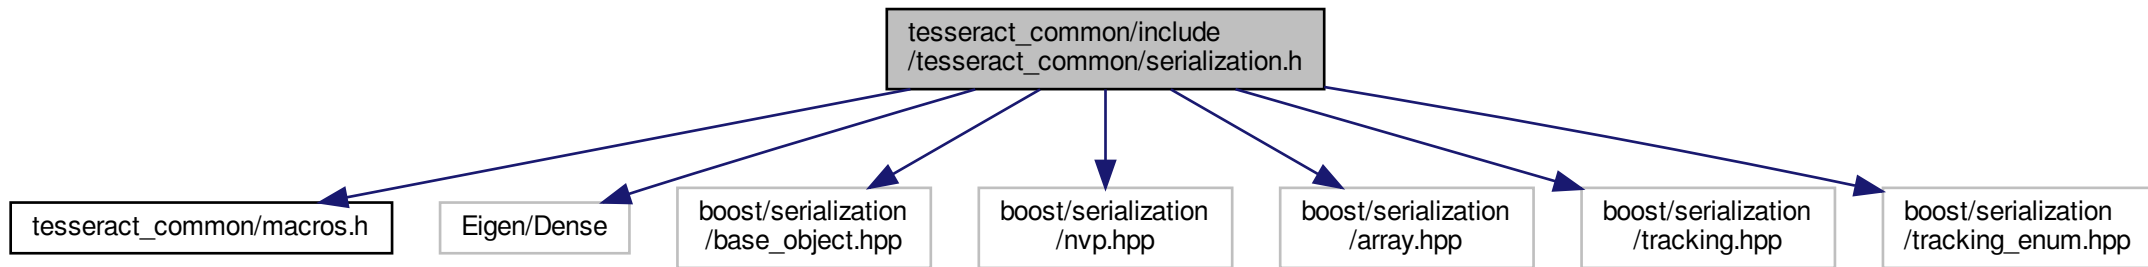 tesseract_common/include
/tesseract_common/serialization.h
tesseract_common/macros.h
Eigen/Dense
boost/serialization
/base_object.hpp
boost/serialization
/nvp.hpp
boost/serialization
/array.hpp
boost/serialization
/tracking.hpp
boost/serialization
/tracking_enum.hpp